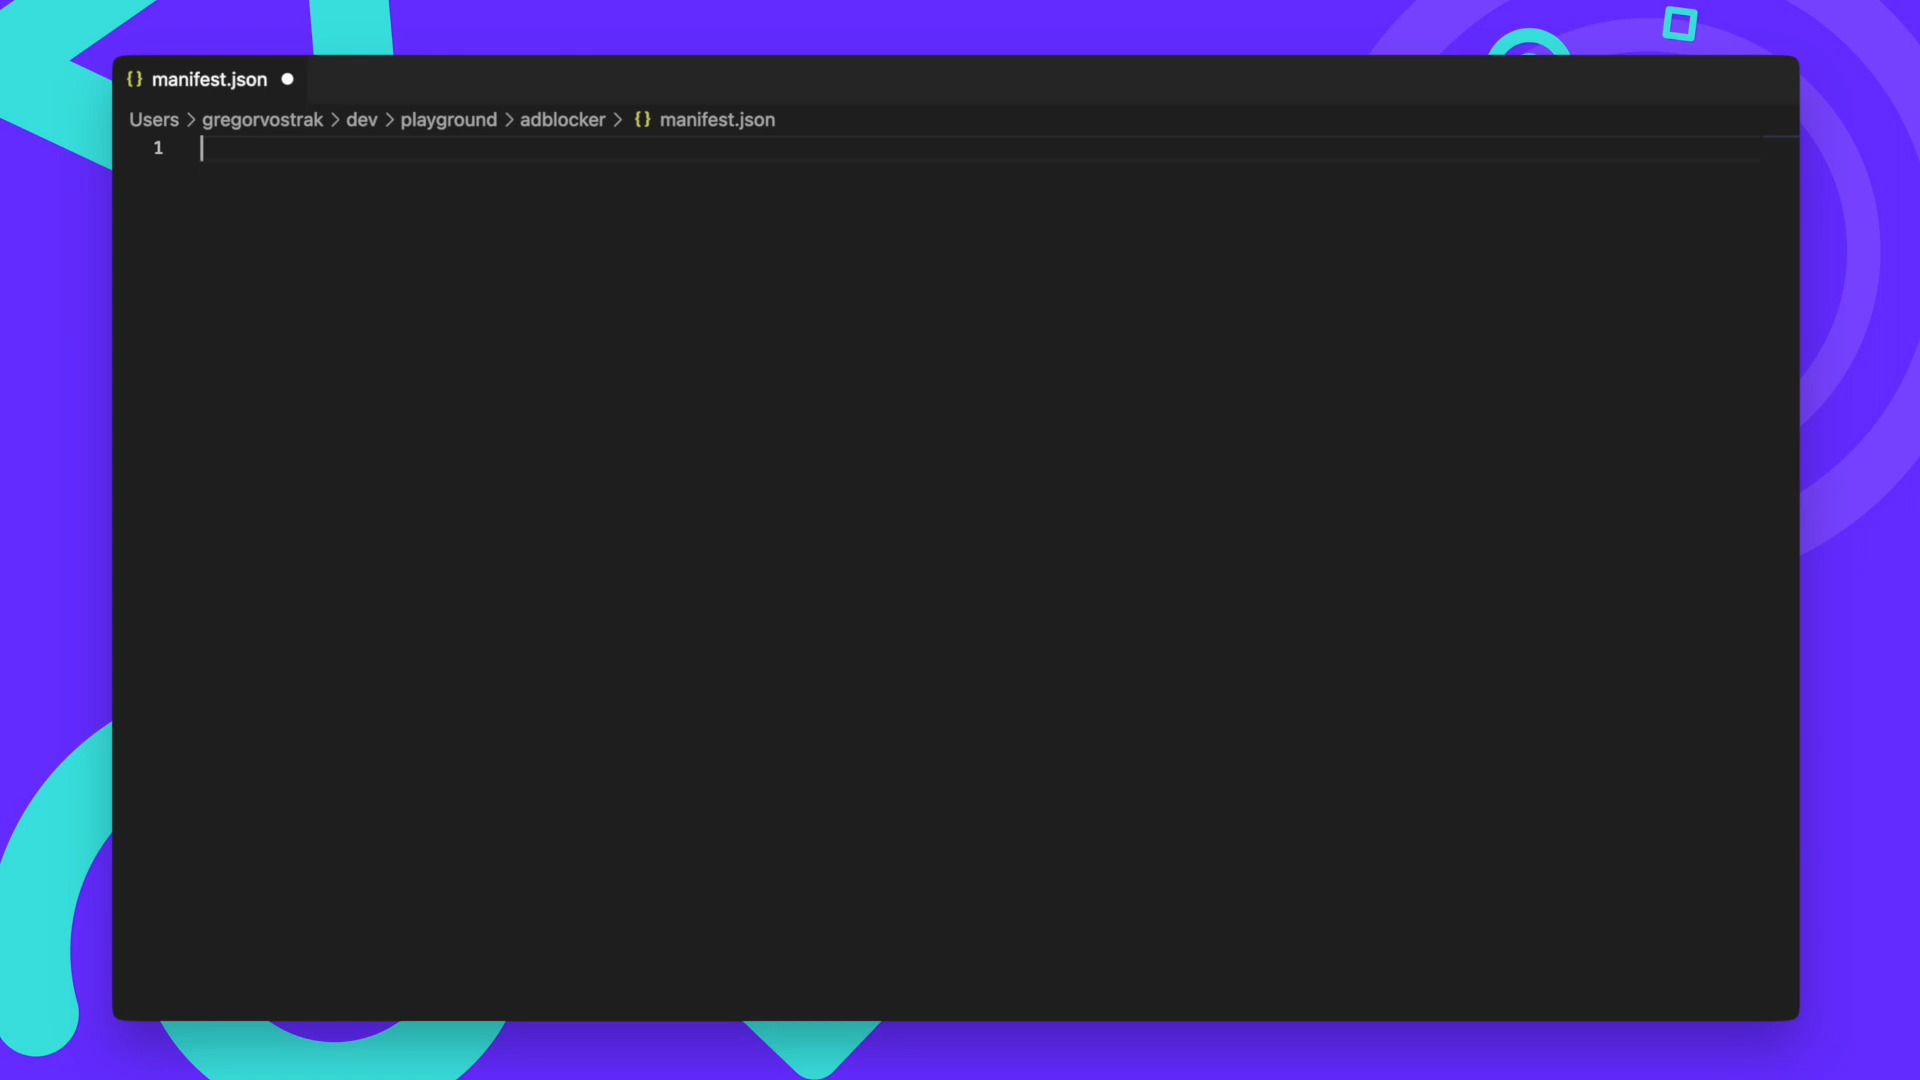 {} manifest.json
Users > gregorvostrak > dev > playground > adblocker > {} manifest.json
1